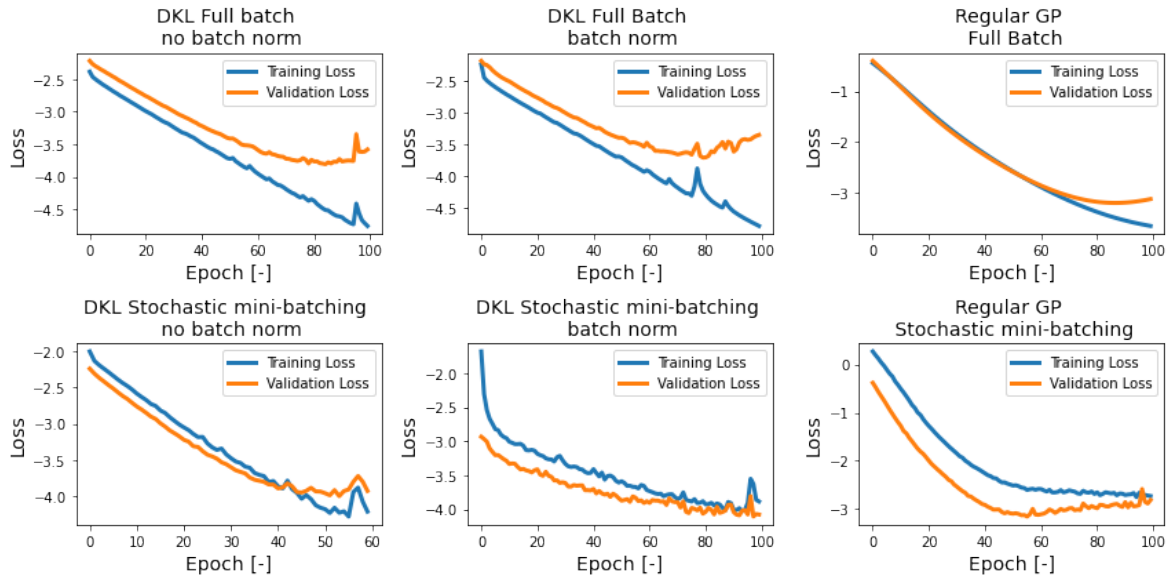 DKL Full batch
no batch norm
Training Loss
Validation Loss
Loss
−2.5
−3.0
−3.5
−4.0
−4.5
0
20
40
60
80
100
Epoch [-]
DKL Full Batch
batch norm
Training Loss
Validation Loss
Loss
−2.5
−3.0
−3.5
−4.0
−4.5
0
20
40
60
80
100
Epoch [-]
Regular GP
Full Batch
Training Loss
Validation Loss
Loss
−1
−2
−3
0
20
40
60
80
100
Epoch [-]
DKL Stochastic mini-batching
no batch norm
Training Loss
Validation Loss
Loss
−2.0
−2.5
−3.0
−3.5
−4.0
0
10
20
30
40
50
60
Epoch [-]
DKL Stochastic mini-batching
batch norm
Training Loss
Validation Loss
Loss
−2.0
−2.5
−3.0
−3.5
−4.0
0
20
40
60
80
100
Epoch [-]
Regular GP
Stochastic mini-batching
Training Loss
Validation Loss
Loss
0
−1
−2
−3
0
20
40
60
80
100
Epoch [-]